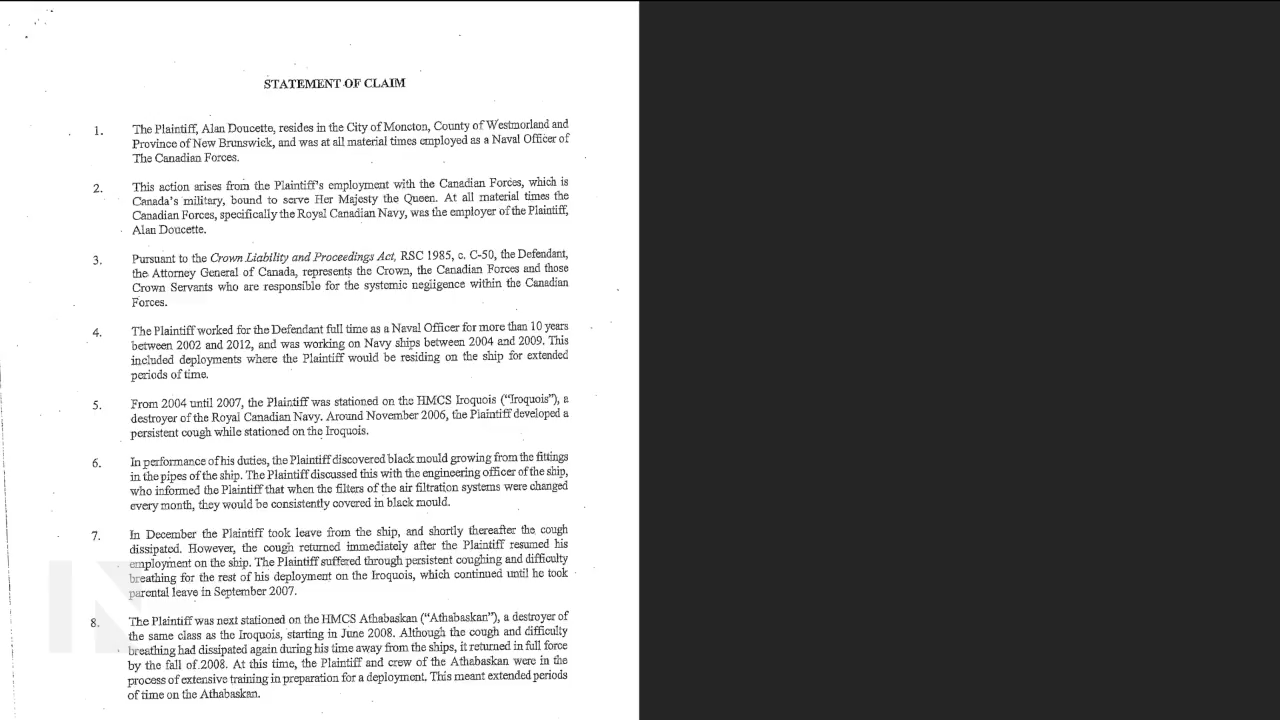 STATEMENT OF CLAIM
1. The Plaintiff, Alan Doucette, resides in the City of Moncton, County of Westmorland and
Province of New Brunswick, and was at all material times employed as a Naval Officer of
The Canadian Forces.
2. This action arises from the Plaintiff's employment with the Canadian Forces, which is
Canada's military, bound to serve Her Majesty the Queen. At all material times the
Canadian Forces, specifically the Royal Canadian Navy, was the employer of the Plaintiff,
Alan Doucette.
3. Pursuant to the Crown Liability and Proceedings Act, RSC 1985, c. C-50, the Defendant,
the Attorney General of Canada, represents the Crown, the Canadian Forces and those
Crown Servants who are responsible for the systemic negligence within the Canadian
Forces.
4. The Plaintiff worked for the Defendant full time as a Naval Officer for more than 10 years
between 2002 and 2012, and was working on Navy ships between 2004 and 2009. This
included deployments where the Plaintiff would be residing on the ship for extended
periods of time.
5. From 2004 until 2007, the Plaintiff was stationed on the HMCS Iroquois ("Iroquois"), a
destroyer of the Royal Canadian Navy. Around November 2006, the Plaintiff developed a
persistent cough while stationed on the Iroquois.
6. In performance of his duties, the Plaintiff discovered black mould growing from the fittings
in the pipes of the ship. The Plaintiff discussed this with the engineering officer of the ship,
who informed the Plaintiff that when the filters of the air filtration systems were changed
every month, they would be consistently covered in black mould.
7. In December the Plaintiff took leave from the ship, and shortly thereafter the cough
dissipated. However, the cough returned immediately after the Plaintiff resumed his
employment on the ship. The Plaintiff suffered through persistent coughing and difficulty
breathing for the rest of his deployment on the Iroquois, which continued until he took
parental leave in September 2007.
8. The Plaintiff was next stationed on the HMCS Athabaskan ("Athabaskan"), a destroyer of
the same class as the Iroquois, starting in June 2008. Although the cough and difficulty
breathing had dissipated again during his time away from the ships, it returned in full force
by the fall of 2008. At this time, the Plaintiff and crew of the Athabaskan were in the
process of extensive training in preparation for a deployment. This meant extended periods
of time on the Athabaskan.